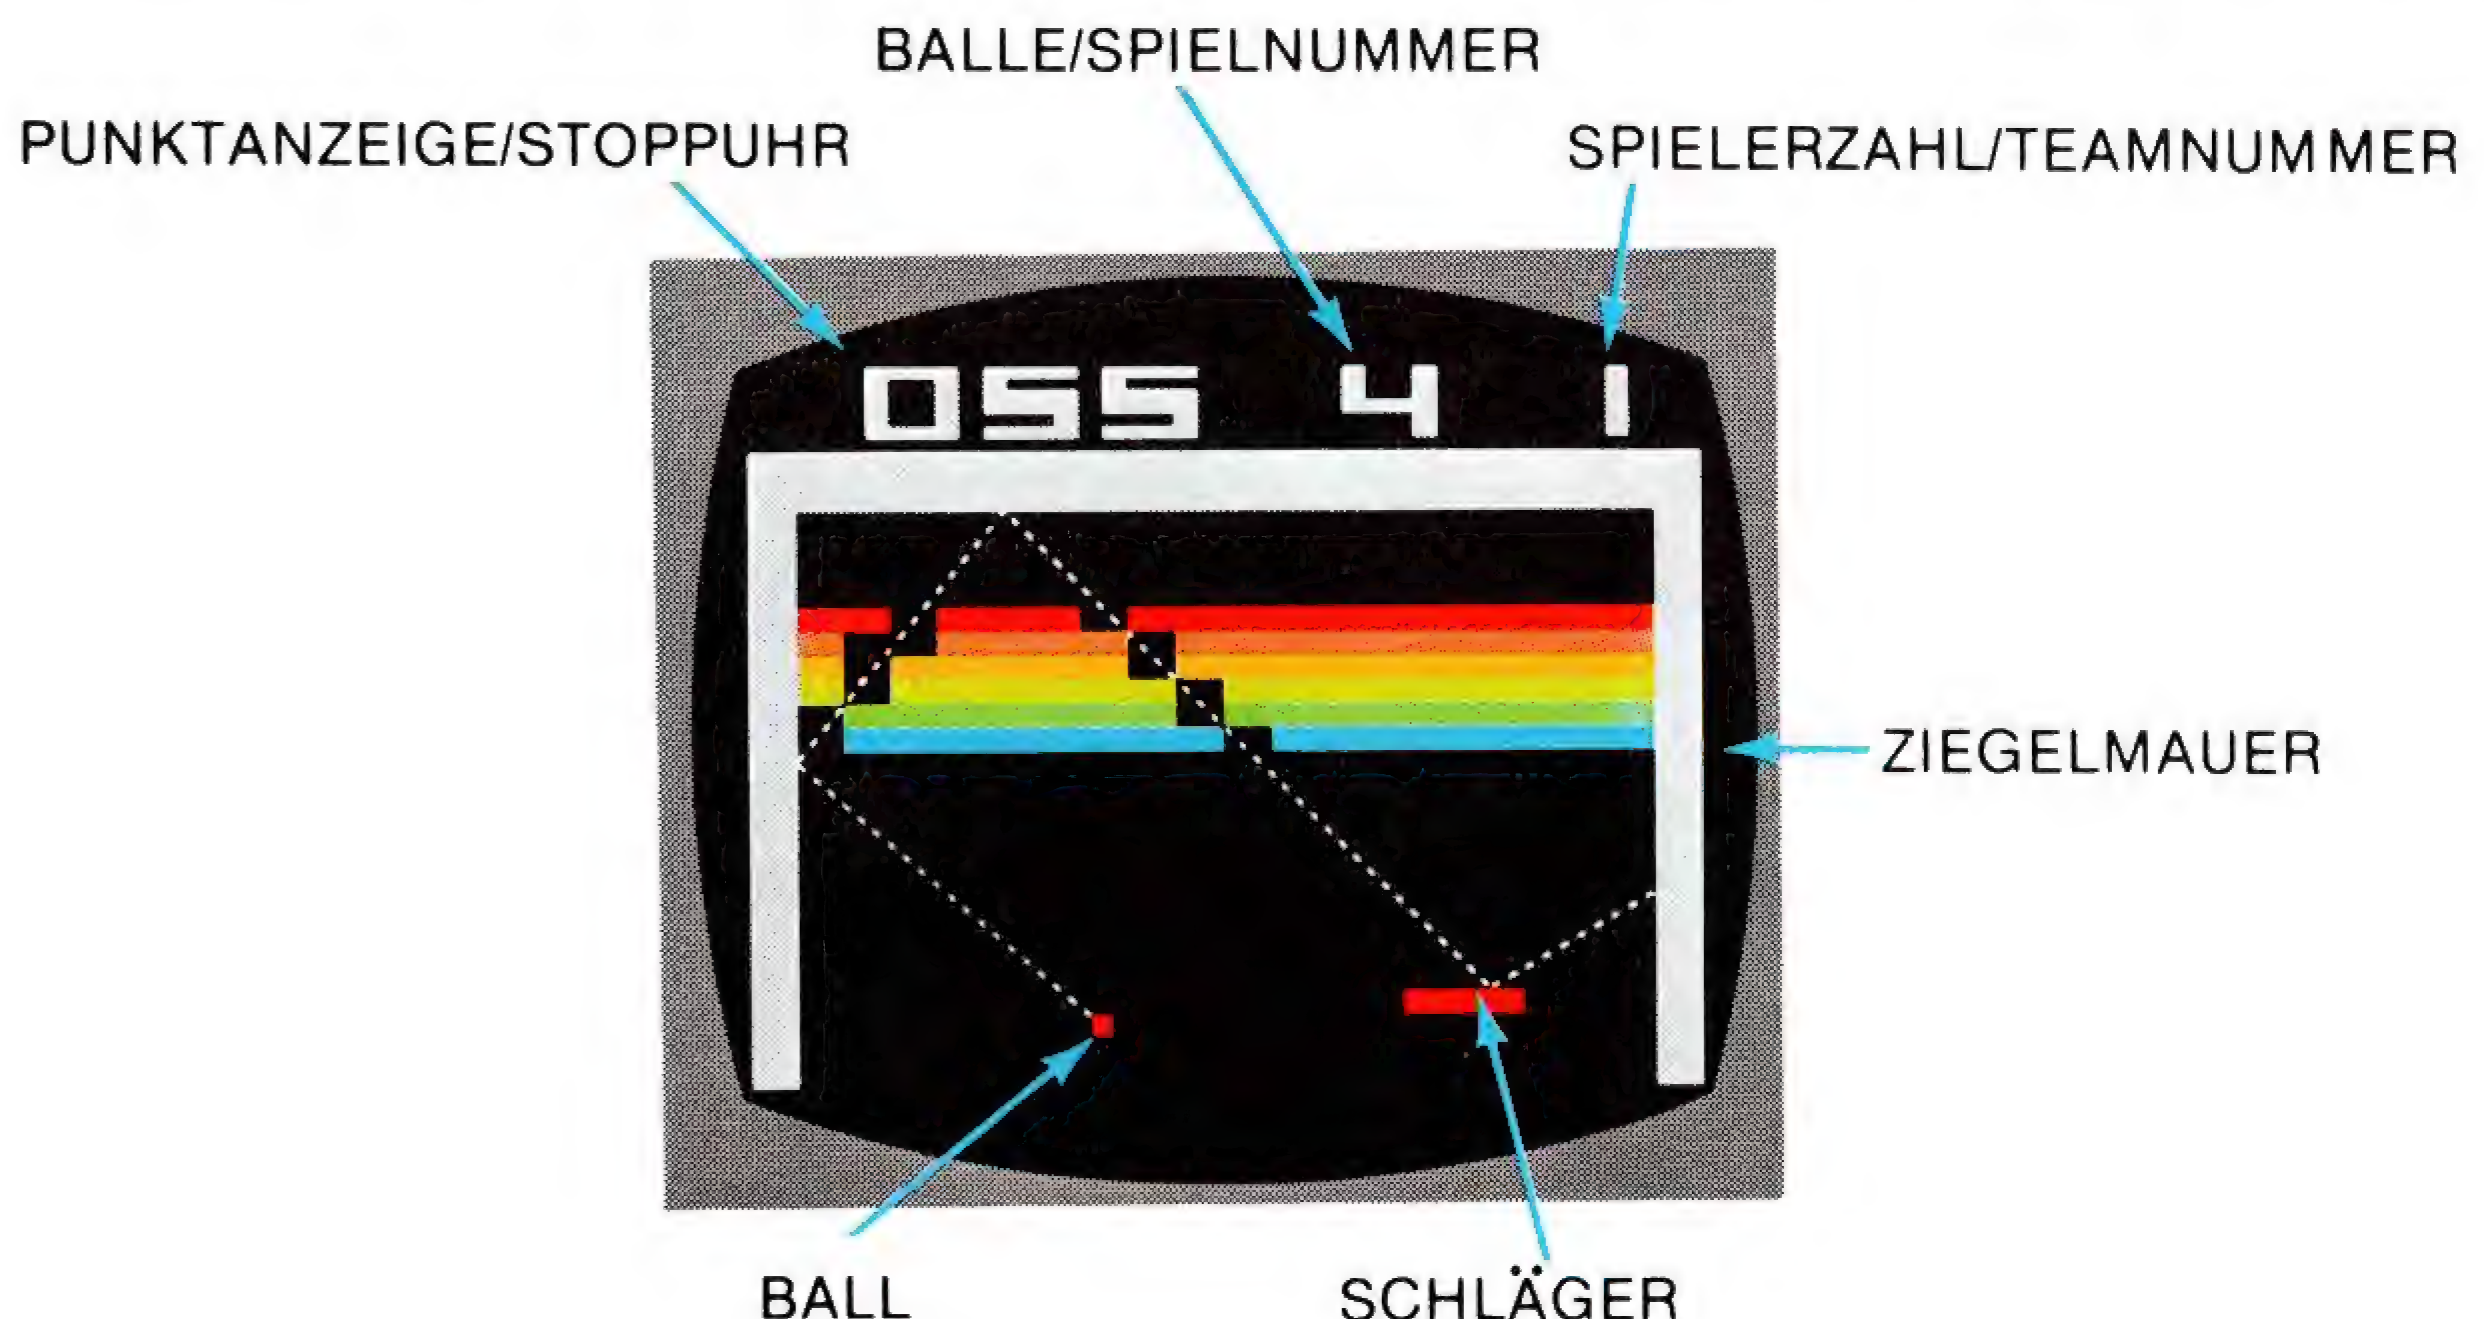 BALLE/SPIELNUMMER
PUNKTANZEIGE/STOPPUHR
SPIELERZAHL/TEAMNUMMER
055 4 1
ZIEGELMAUER
BALL
SCHLÄGER